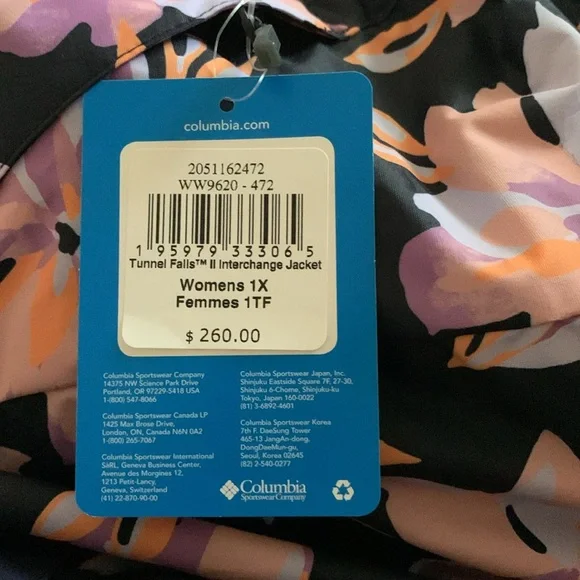 columbia.com
2051162472
WW9620 - 472
1 95979 33306 5
Tunnel Falls™ II Interchange Jacket
Womens 1X
Femmes 1TF
$ 260.00
Columbia Sportswear Company
14375 NW Science Park Drive
Portland, OR 97229-5418 USA
1-(800) 547-8066
Columbia Sportswear Canada LP
1425 Max Brose Drive,
London, ON, Canada N6N 0A2
1-(800) 265-7067
Columbia Sportswear International
SàRL, Geneva Business Center,
Avenue des Morgines 12,
1213 Petit-Lancy,
Geneva, Switzerland
(41) 22-870-90-00
Columbia Sportswear Japan, Inc.
Shinjuku Eastside Square 7F, 27-30,
Shinjuku 6-Chome, Shinjuku-ku
Tokyo, Japan 160-0022
(81) 3-6892-4601
Columbia Sportswear Korea
7th F. DaeSung Tower
465-13 JangAn-dong,
DongDaeMun-gu,
Seoul, Korea 02645
(82) 2-540-0277
Columbia
Sportswear Company